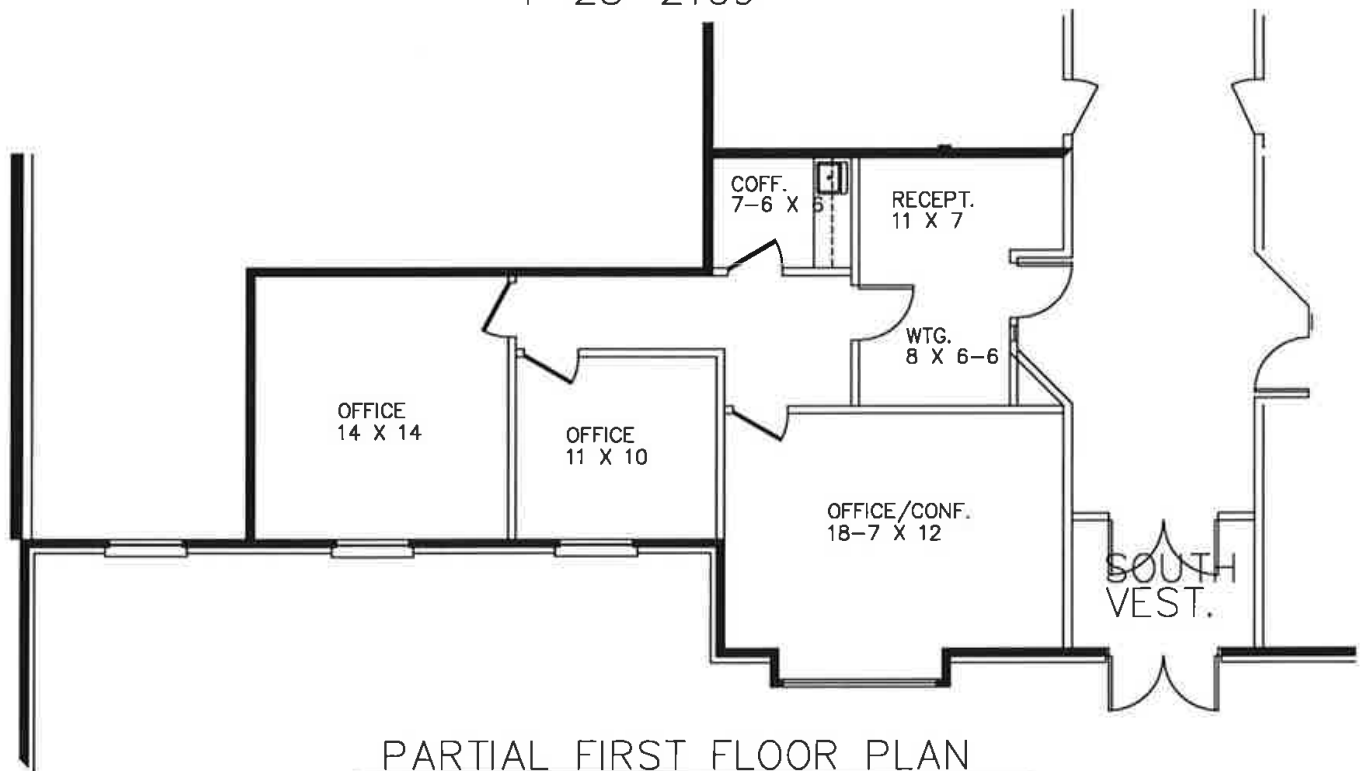 COFF.
7-6 X 6
RECEPT.
11 X 7
WTG.
8 X 6-6
OFFICE
14 X 14
OFFICE
11 X 10
OFFICE/CONF.
18-7 X 12
SOUTH
VEST.
PARTIAL FIRST FLOOR PLAN